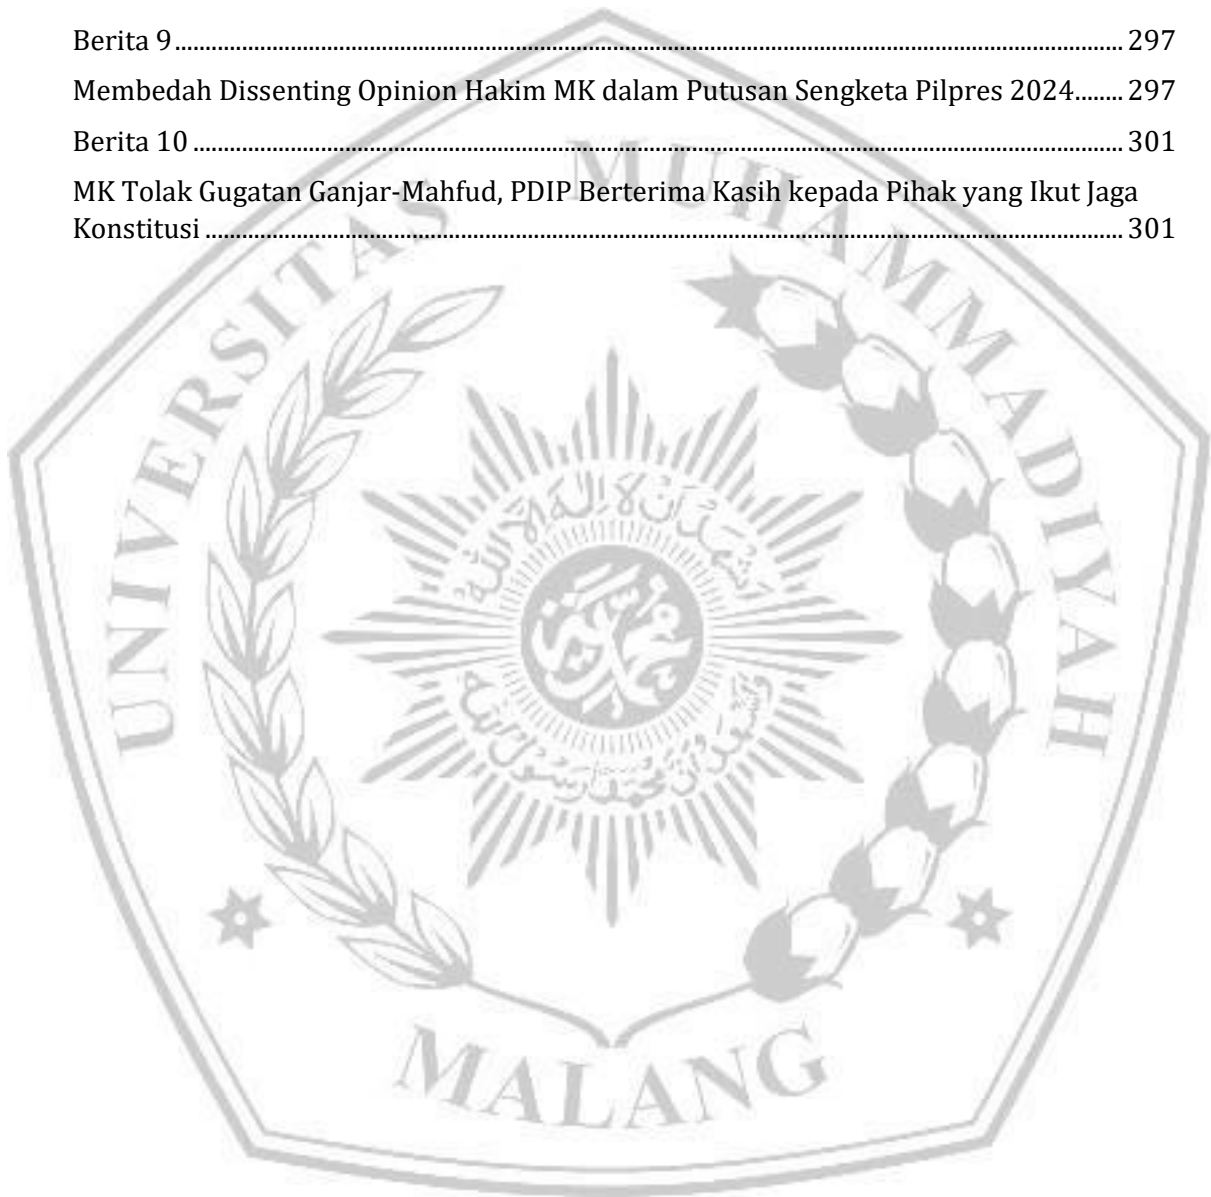 Berita 9 ........ 297
Membedah Dissenting Opinion Hakim MK dalam Putusan Sengketa Pilpres 2024........ 297
Berita 10 ........ 301
MK Tolak Gugatan Ganjar-Mahfud, PDIP Berterima Kasih kepada Pihak yang Ikut Jaga
Konstitusi ........ 301
UNIVERSITAS MUHAMMADIYAH
MALANG